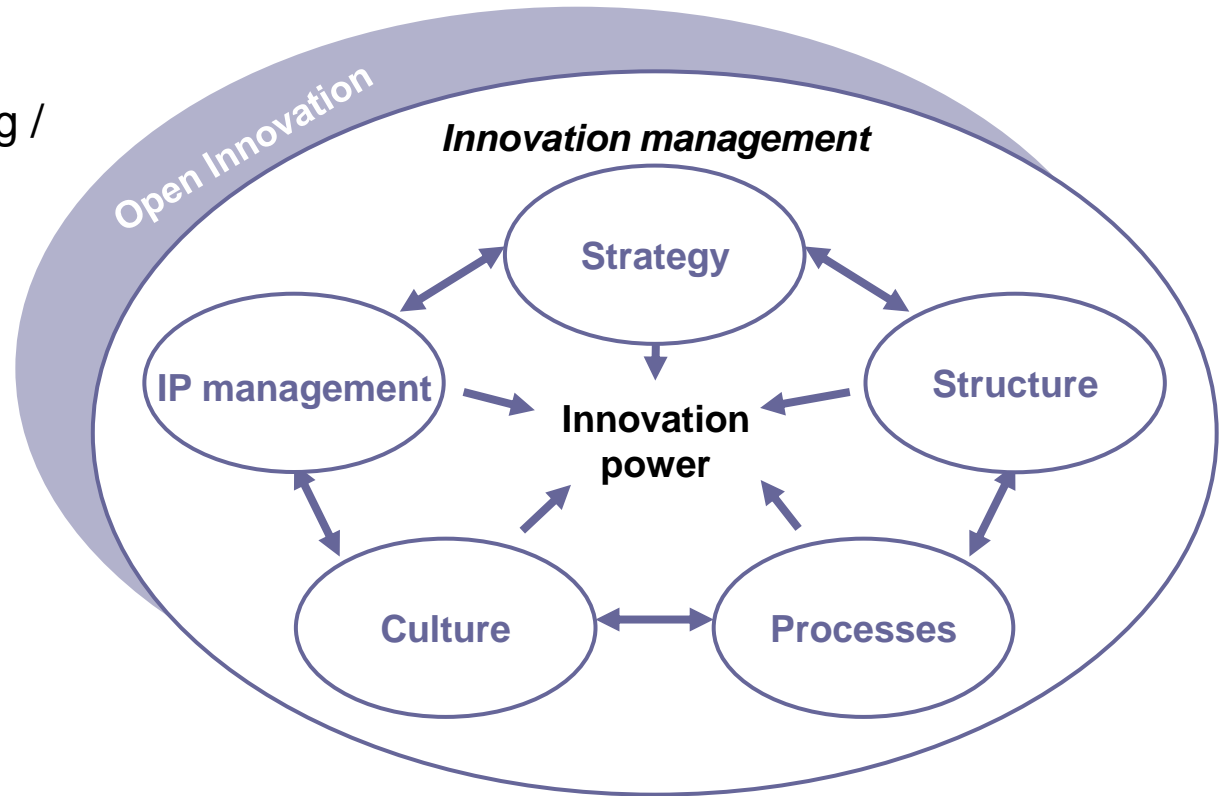 g /
Open Innovation
Innovation management
Strategy
IP management
Structure
Innovation
power
Culture
Processes